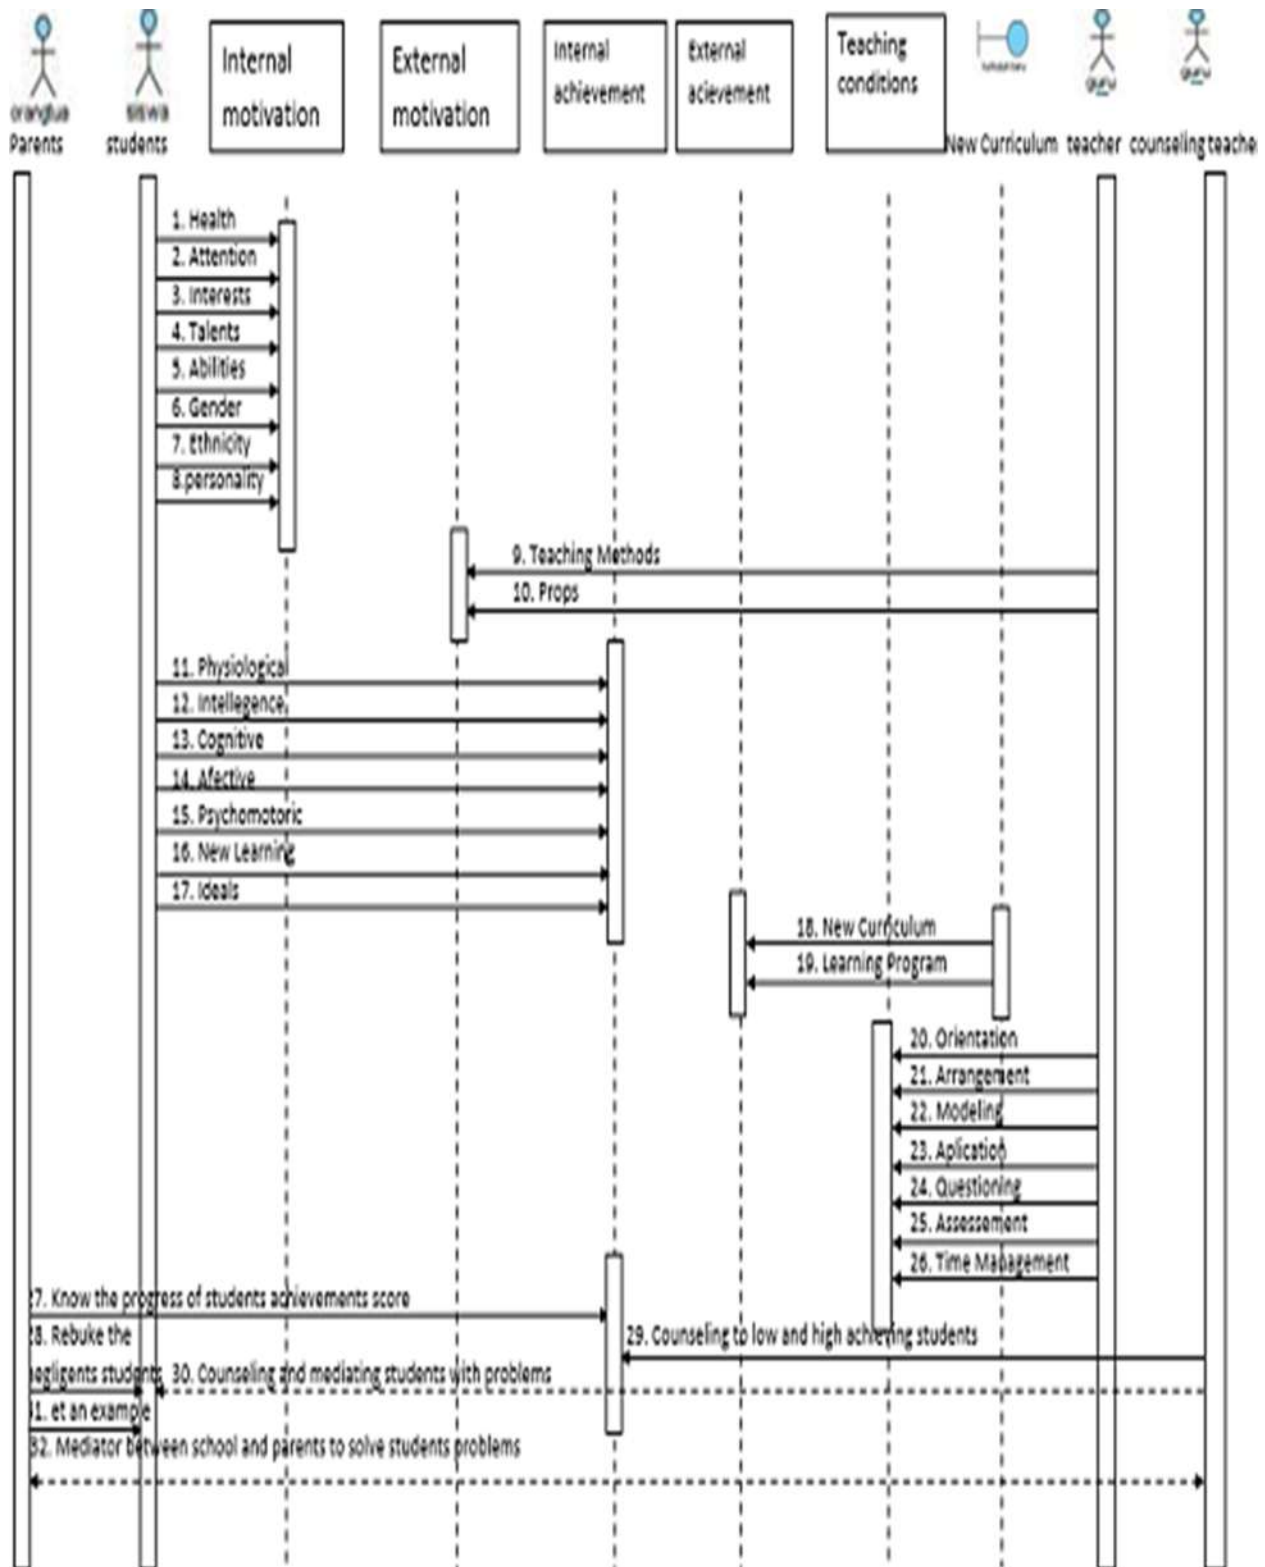 orangtua
siswa
guru
guru
Parents
students
Internal
motivation
External
motivation
Internal
achievement
External
acievement
Teaching
conditions
New Curriculum
teacher
counseling teache
1. Health
2. Attention
3. Interests
4. Talents
5. Abilities
6. Gender
7. Ethnicity
8.personality
9. Teaching Methods
10. Props
11. Physiological
12. Intellegence
13. Cognitive
14. Afective
15. Psychomotoric
16. New Learning
17. Ideals
18. New Curriculum
19. Learning Program
20. Orientation
21. Arrangement
22. Modeling
23. Aplication
24. Questioning
25. Assessement
26. Time Management
27. Know the progress of students achievements score
28. Rebuke the
negligents students
29. Counseling to low and high achieving students
30. Counseling and mediating students with problems
31. et an example
32. Mediator between school and parents to solve students problems